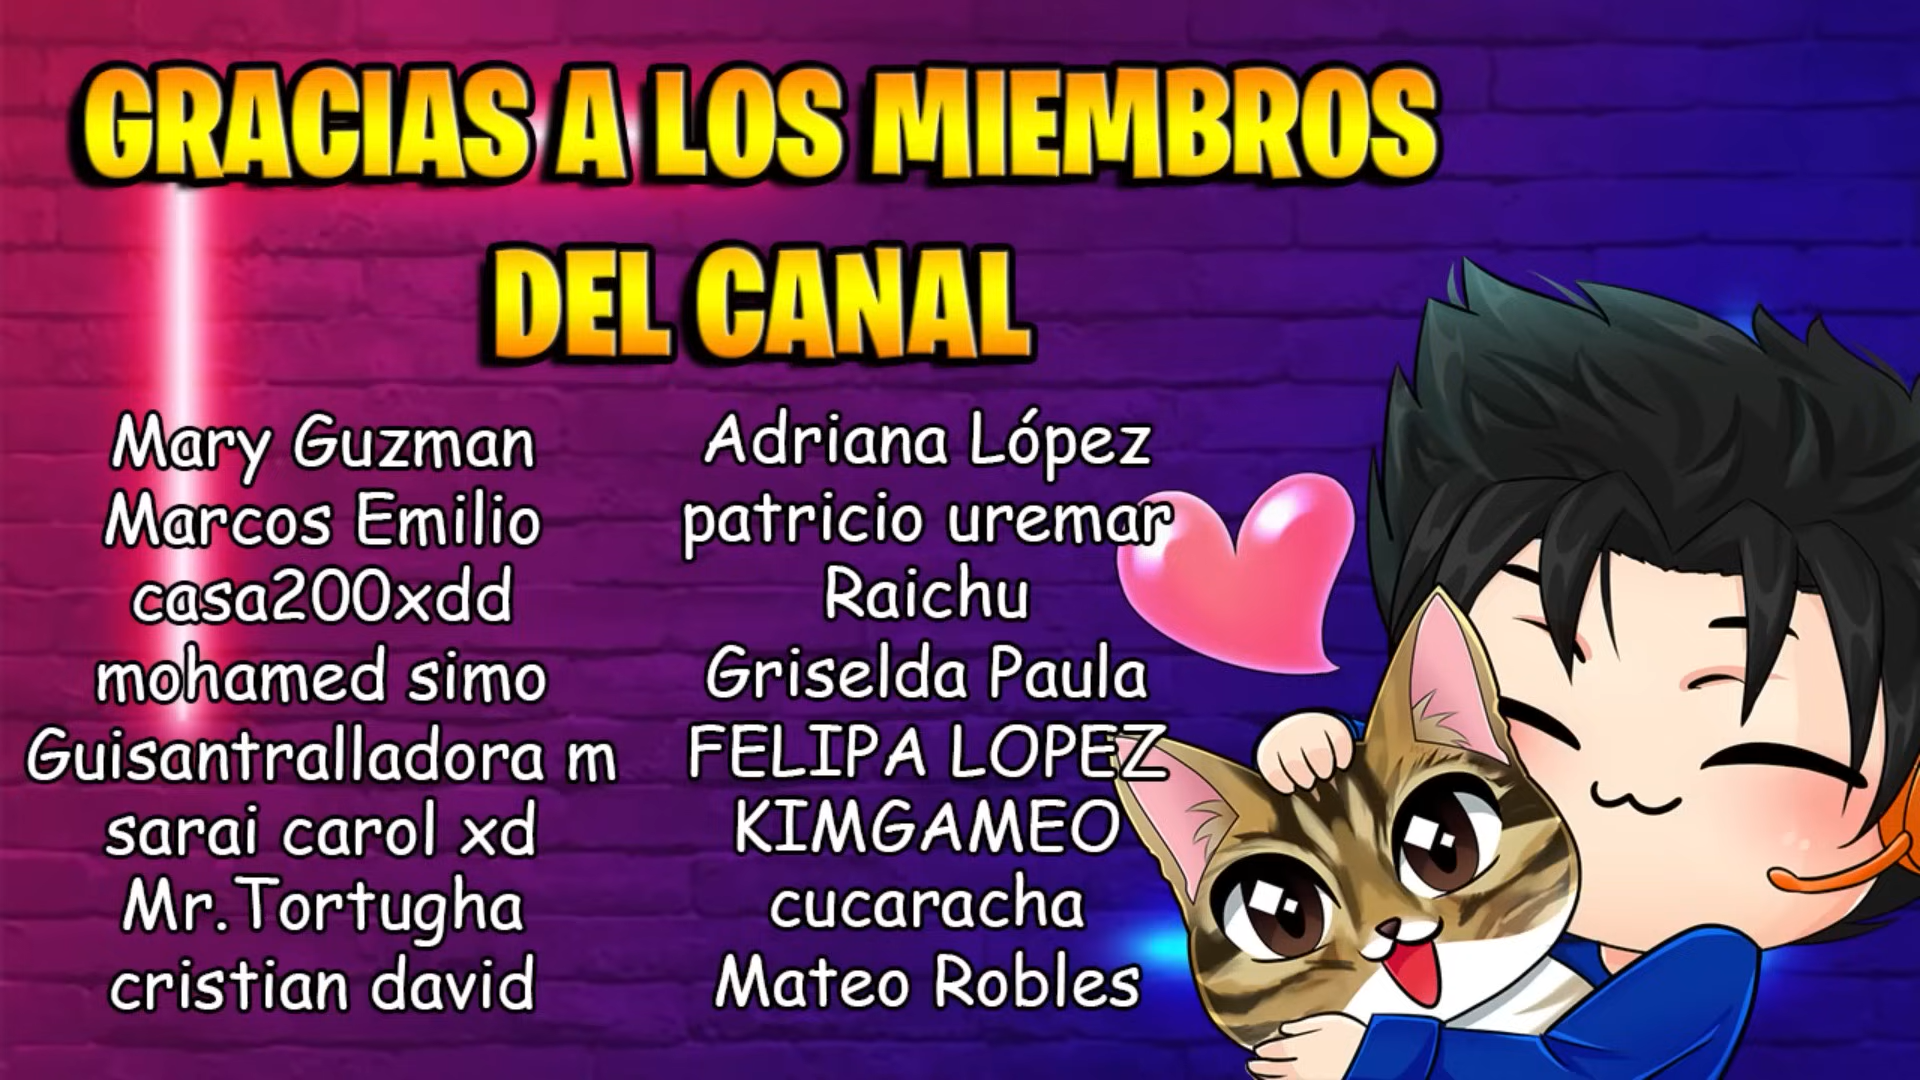 GRACIAS A LOS MIEMBROS
DEL CANAL
Mary Guzman
Marcos Emilio
casa200xdd
mohamed simo
Guisantralladora m
sarai carol xd
Mr.Tortugha
cristian david
Adriana López
patricio uremar
Raichu
Griselda Paula
FELIPA LOPEZ
KIMGAMEO
cucaracha
Mateo Robles